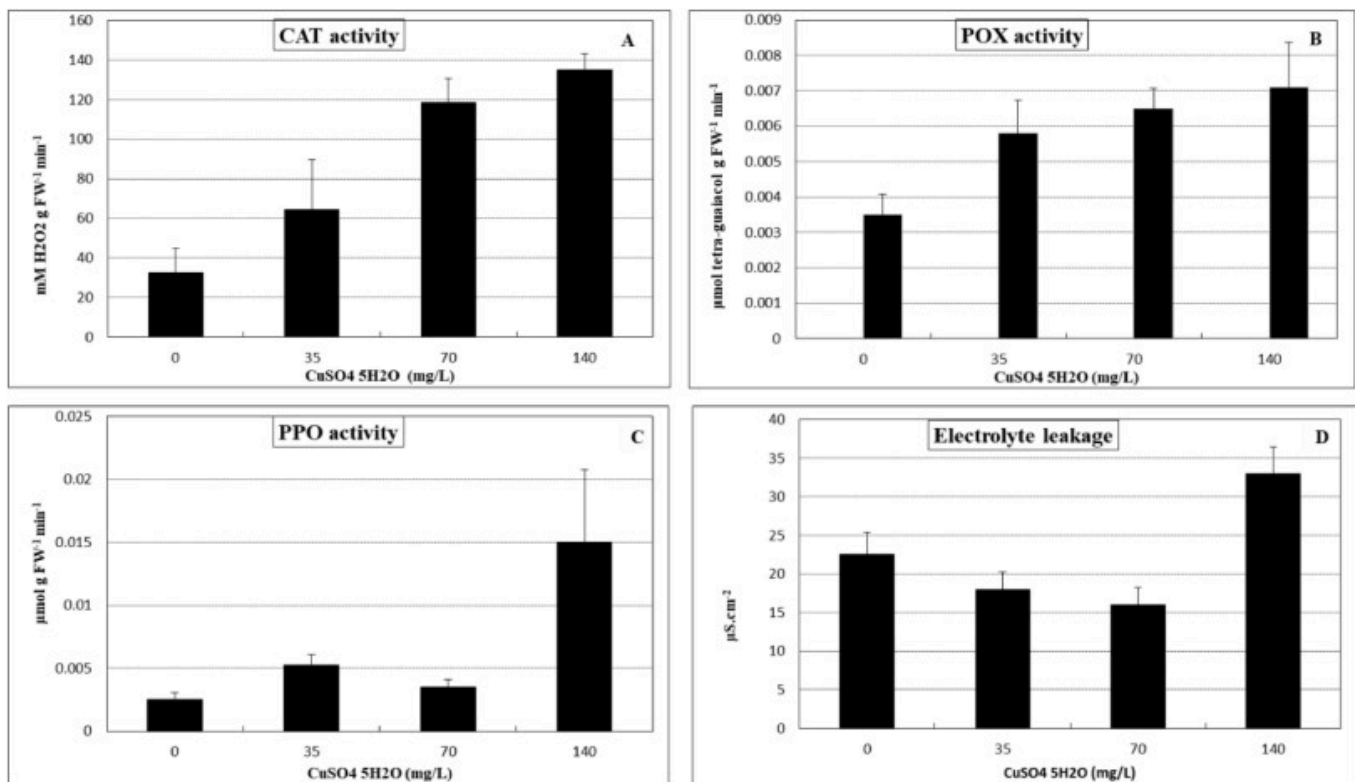 CAT activity
A
mM H2O2 g FW⁻¹ min⁻¹
160
140
120
100
80
60
40
20
0
0 35 70 140
CuSO4 5H2O (mg/L)
POX activity
B
µmol tetra-guaiacol g FW⁻¹ min⁻¹
0.009
0.008
0.007
0.006
0.005
0.004
0.003
0.002
0.001
0
0 35 70 140
CuSO4 5H2O (mg/L)
PPO activity
C
µmol g FW⁻¹ min⁻¹
0.025
0.02
0.015
0.01
0.005
0
0 35 70 140
CuSO4 5H2O (mg/L)
Electrolyte leakage
D
µS.cm⁻²
40
35
30
25
20
15
10
5
0
0 35 70 140
CuSO4 5H2O (mg/L)